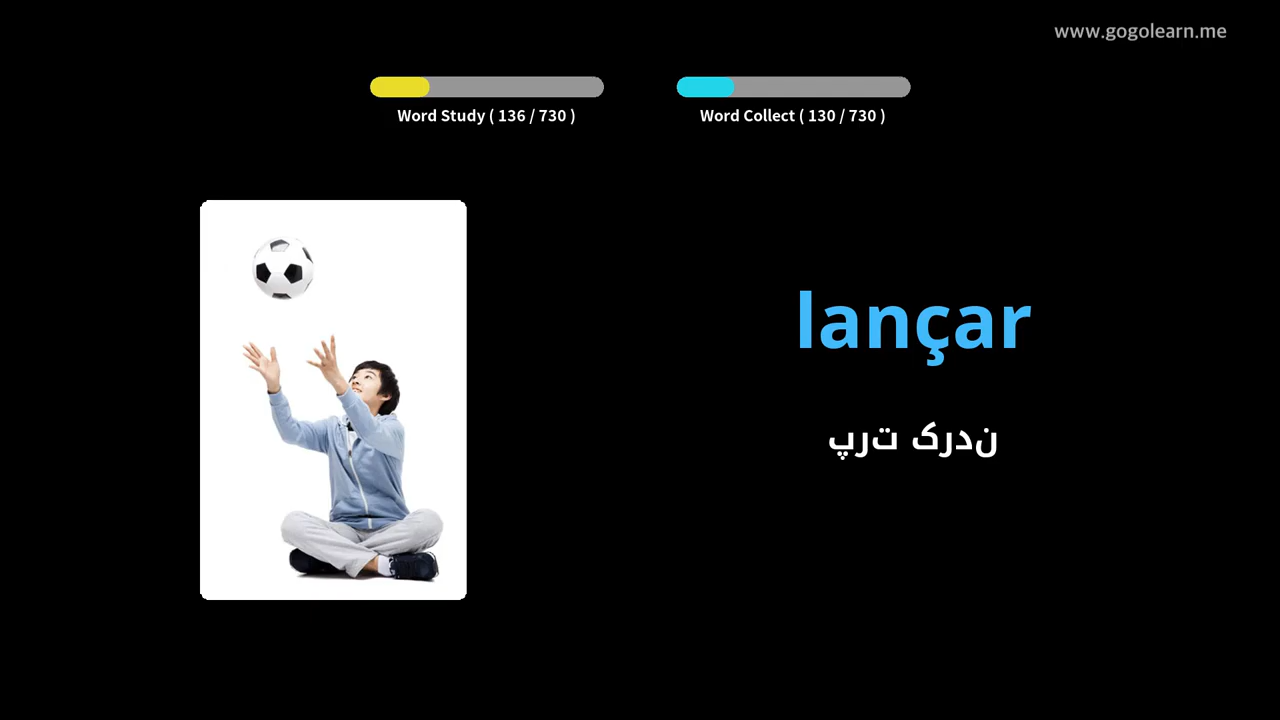 www.gogolearn.me
Word Study ( 136 / 730 )
Word Collect ( 130 / 730 )
lançar
پرت کردن